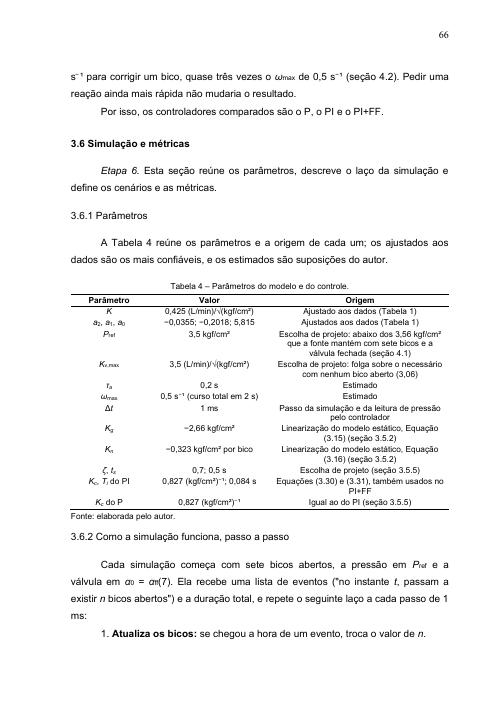 66
s⁻¹ para corrigir um bico, quase três vezes o ωmax de 0,5 s⁻¹ (seção 4.2). Pedir uma
reação ainda mais rápida não mudaria o resultado.
Por isso, os controladores comparados são o P, o PI e o PI+FF.
3.6 Simulação e métricas
Etapa 6. Esta seção reúne os parâmetros, descreve o laço da simulação e
define os cenários e as métricas.
3.6.1 Parâmetros
A Tabela 4 reúne os parâmetros e a origem de cada um; os ajustados aos
dados são os mais confiáveis, e os estimados são suposições do autor.
Tabela 4 – Parâmetros do modelo e do controle.
Parâmetro Valor Origem
K 0,425 (L/min)/√(kgf/cm²) Ajustado aos dados (Tabela 1)
a₂, a₁, a₀ −0,0355; −0,2018; 5,815 Ajustados aos dados (Tabela 1)
Pref 3,5 kgf/cm² Escolha de projeto: abaixo dos 3,56 kgf/cm²
que a fonte mantém com sete bicos e a
válvula fechada (seção 4.1)
Kv,max 3,5 (L/min)/√(kgf/cm²) Escolha de projeto: folga sobre o necessário
com nenhum bico aberto (3,06)
τa 0,2 s Estimado
ωmax 0,5 s⁻¹ (curso total em 2 s) Estimado
Δt 1 ms Passo da simulação e da leitura de pressão
pelo controlador
Kg −2,66 kgf/cm² Linearização do modelo estático, Equação
(3.15) (seção 3.5.2)
Kn −0,323 kgf/cm² por bico Linearização do modelo estático, Equação
(3.16) (seção 3.5.2)
ζ, ts 0,7; 0,5 s Escolha de projeto (seção 3.5.5)
Kc, Ti do PI 0,827 (kgf/cm²)⁻¹; 0,084 s Equações (3.30) e (3.31), também usados no
PI+FF
Kc do P 0,827 (kgf/cm²)⁻¹ Igual ao do PI (seção 3.5.5)
Fonte: elaborada pelo autor.
3.6.2 Como a simulação funciona, passo a passo
Cada simulação começa com sete bicos abertos, a pressão em Pref e a
válvula em α₀ = αff(7). Ela recebe uma lista de eventos ("no instante t, passam a
existir n bicos abertos") e a duração total, e repete o seguinte laço a cada passo de 1
ms:
1. Atualiza os bicos: se chegou a hora de um evento, troca o valor de n.